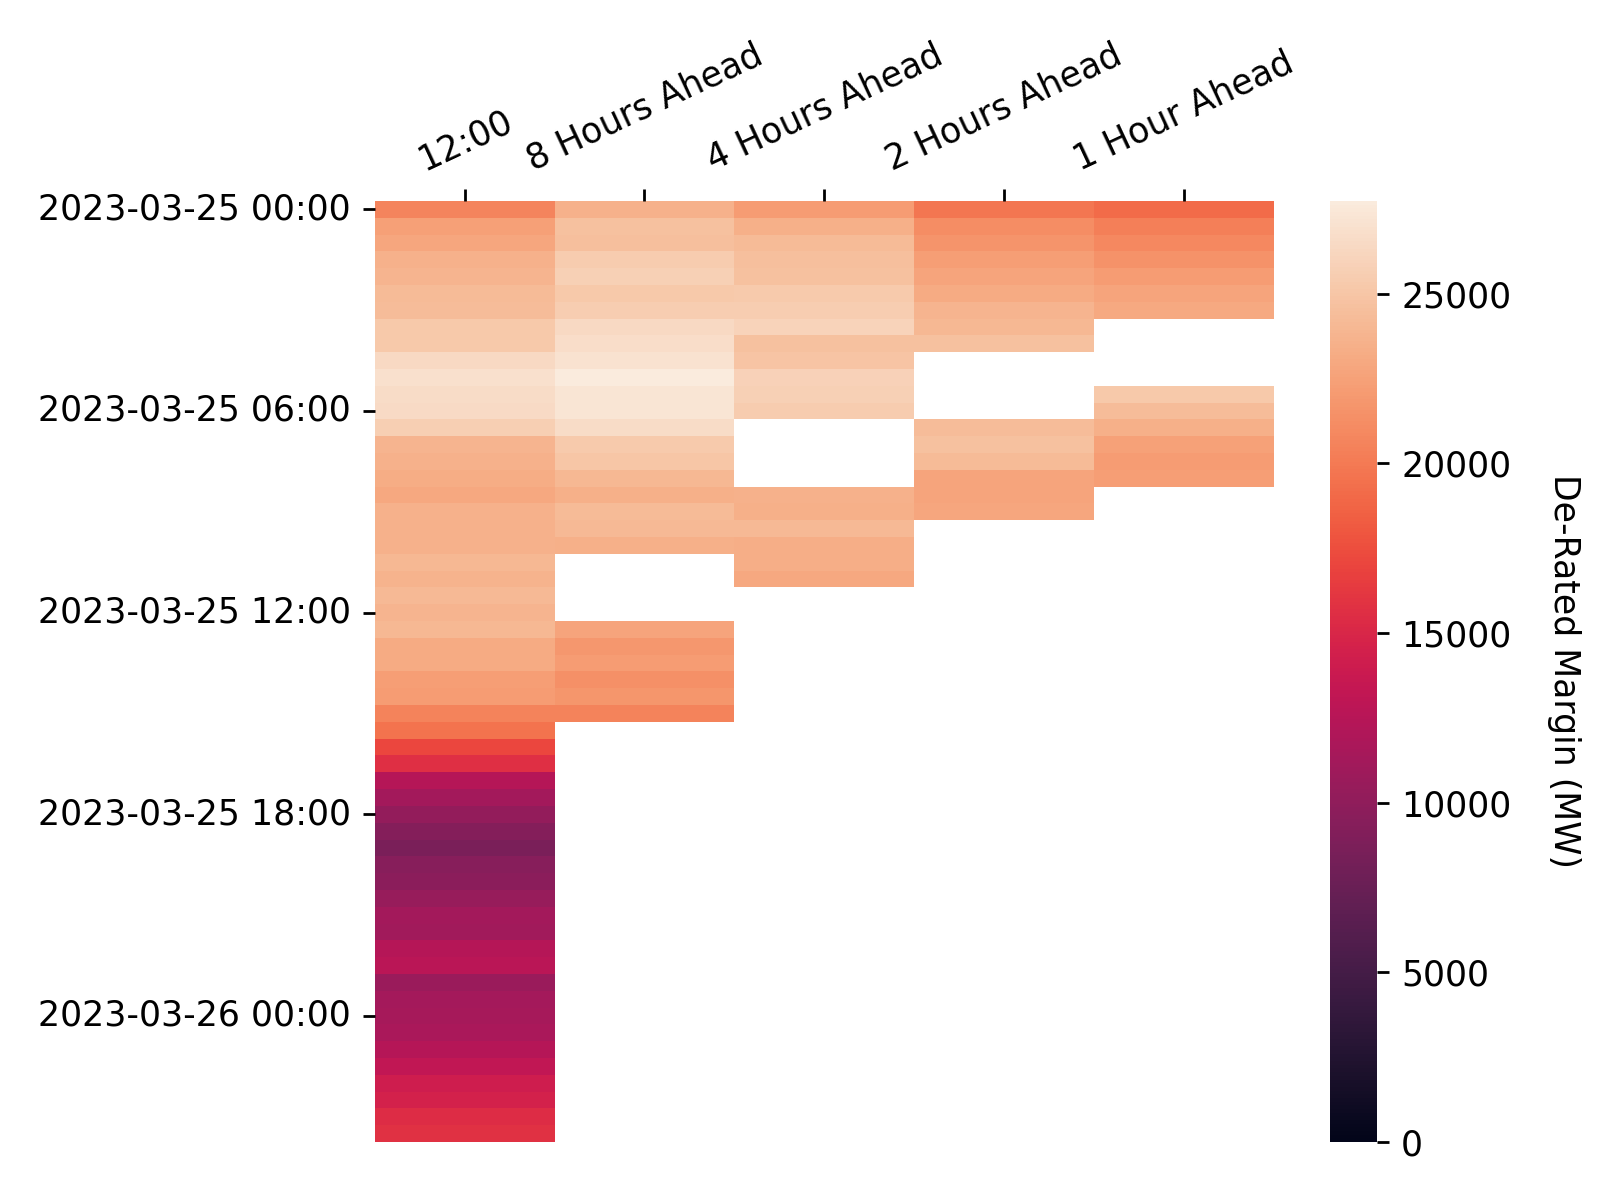 12:00
8 Hours Ahead
4 Hours Ahead
2 Hours Ahead
1 Hour Ahead
2023-03-25 00:00
2023-03-25 06:00
2023-03-25 12:00
2023-03-25 18:00
2023-03-26 00:00
25000
20000
15000
10000
5000
0
De-Rated Margin (MW)